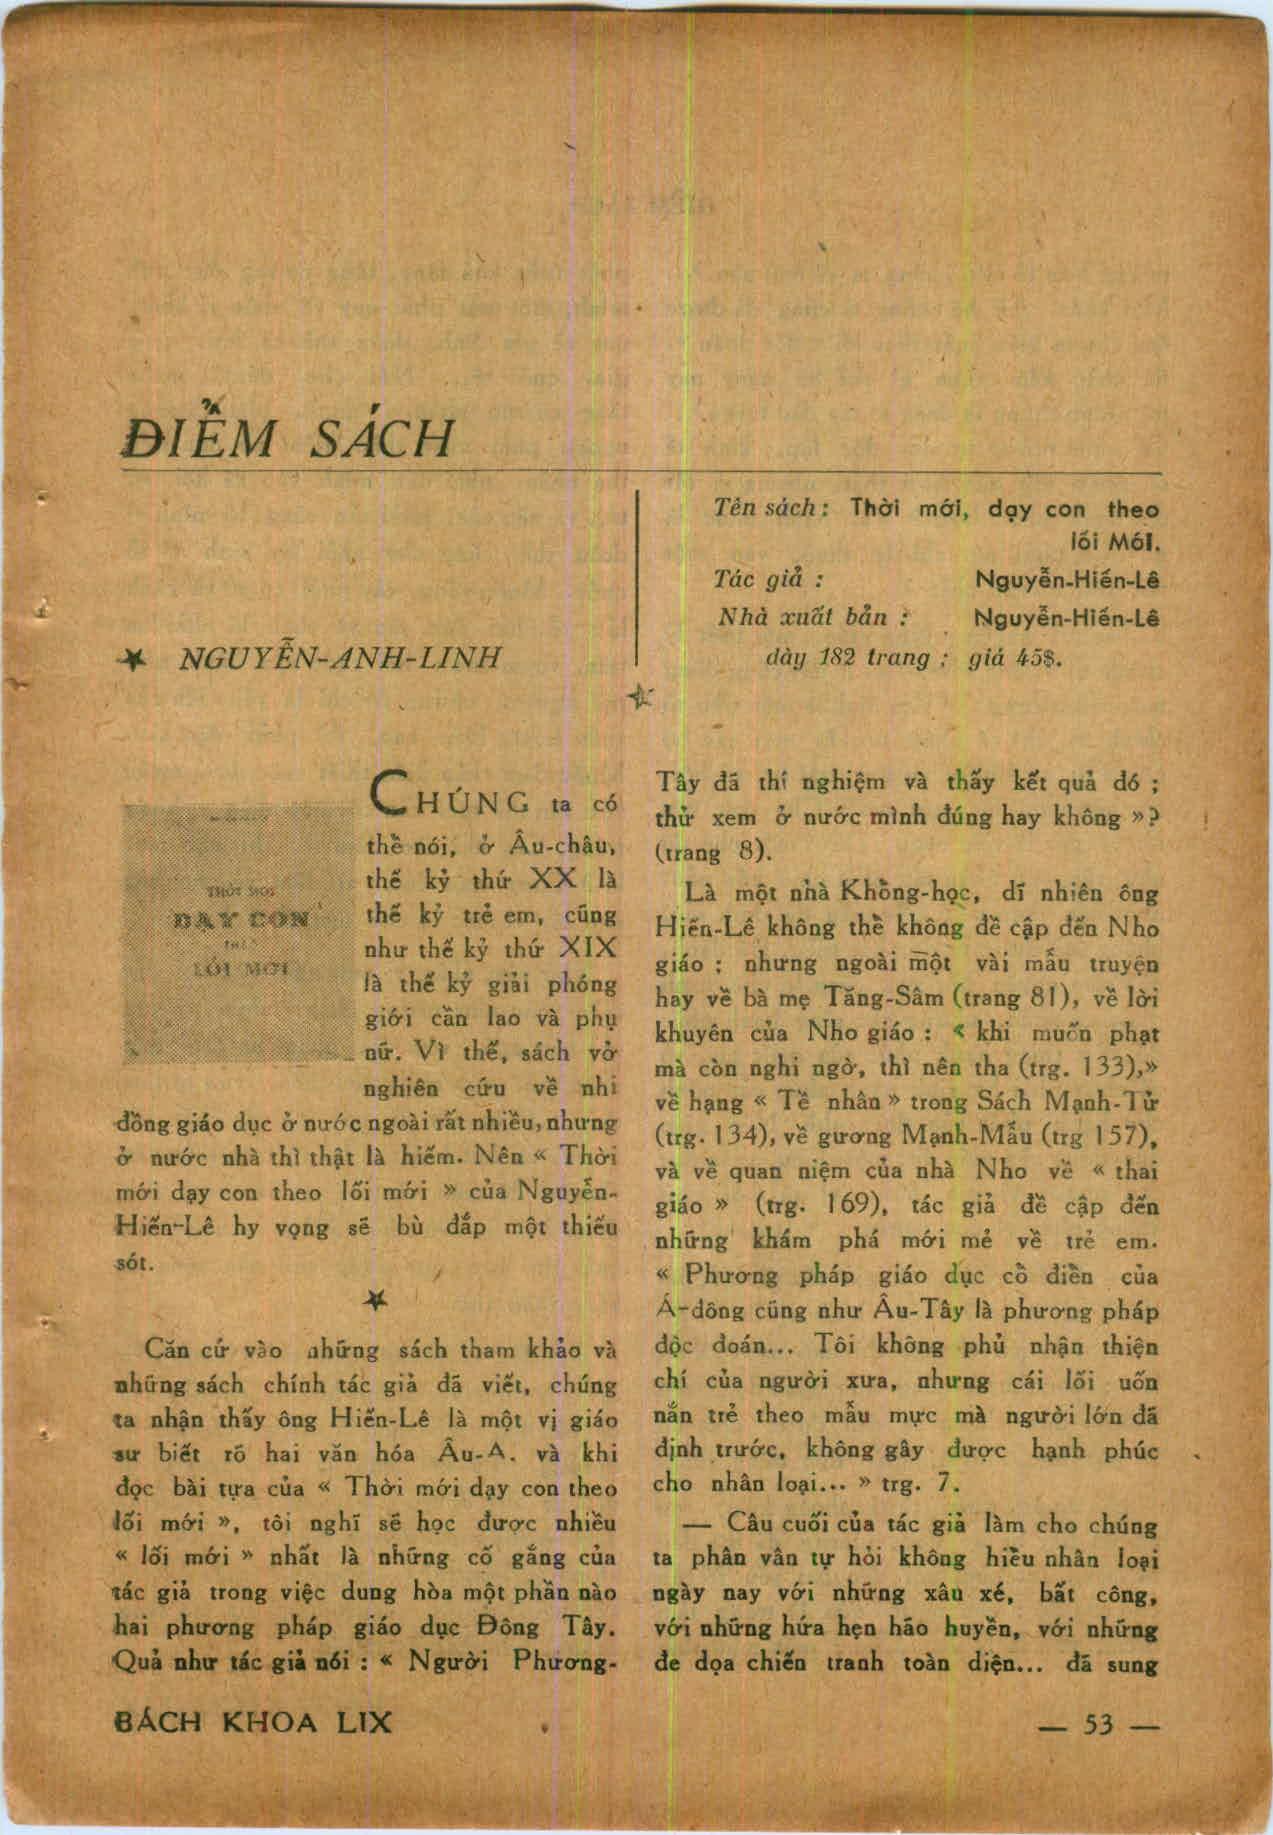 ĐIỂM SÁCH
★ NGUYỄN-ANH-LINH
Tên sách : Thời mới, dạy con theo
lối Mới.
Tác giả : Nguyễn-Hiến-Lê
Nhà xuất bản : Nguyễn-Hiến-Lê
dày 182 trang ; giá 45$.
THỜI MỚI
DẠY CON
LỐI MỚI
CHÚNG ta có
thể nói, ở Âu-châu,
thế kỷ thứ XX là
thế kỷ trẻ em, cũng
như thế kỷ thứ XIX
là thế kỷ giải phóng
giới cần lao và phụ
nữ. Vì thế, sách vở
nghiên cứu về nhi
đồng giáo dục ở nước ngoài rất nhiều, nhưng
ở nước nhà thì thật là hiếm. Nên « Thời
mới dạy con theo lối mới » của Nguyễn-
Hiến-Lê hy vọng sẽ bù đắp một thiếu
sót.
★
Căn cứ vào những sách tham khảo và
những sách chính tác giả đã viết, chúng
ta nhận thấy ông Hiến-Lê là một vị giáo
sư biết rõ hai văn hóa Âu-Á. và khi
đọc bài tựa của « Thời mới dạy con theo
lối mới », tôi nghĩ sẽ học được nhiều
« lối mới » nhất là những cố gắng của
tác giả trong việc dung hòa một phần nào
hai phương pháp giáo dục Đông Tây.
Quả như tác giả nói : « Người Phương-
Tây đã thí nghiệm và thấy kết quả đó ;
thử xem ở nước mình đúng hay không »?
(trang 8).
Là một nhà Khổng-học, dĩ nhiên ông
Hiến-Lê không thể không đề cập đến Nho
giáo ; nhưng ngoài một vài mẩu truyện
hay về bà mẹ Tăng-Sâm (trang 81), về lời
khuyên của Nho giáo : « khi muốn phạt
mà còn nghi ngờ, thì nên tha (trg. 133),»
về hạng « Tề nhân » trong Sách Mạnh-Tử
(trg. 134), về gương Mạnh-Mẫu (trg 157),
và về quan niệm của nhà Nho về « thai
giáo » (trg. 169), tác giả đề cập đến
những khám phá mới mẻ về trẻ em.
« Phương pháp giáo dục cổ điển của
Á-đông cũng như Âu-Tây là phương pháp
độc đoán... Tôi không phủ nhận thiện
chí của người xưa, nhưng cái lối uốn
nắn trẻ theo mẫu mực mà người lớn đã
định trước, không gây được hạnh phúc
cho nhân loại... » trg. 7.
— Câu cuối của tác giả làm cho chúng
ta phân vân tự hỏi không hiểu nhân loại
ngày nay với những xâu xé, bất công,
với những hứa hẹn hão huyền, với những
đe dọa chiến tranh toàn diện... đã sung
BÁCH KHOA LIX
— 53 —